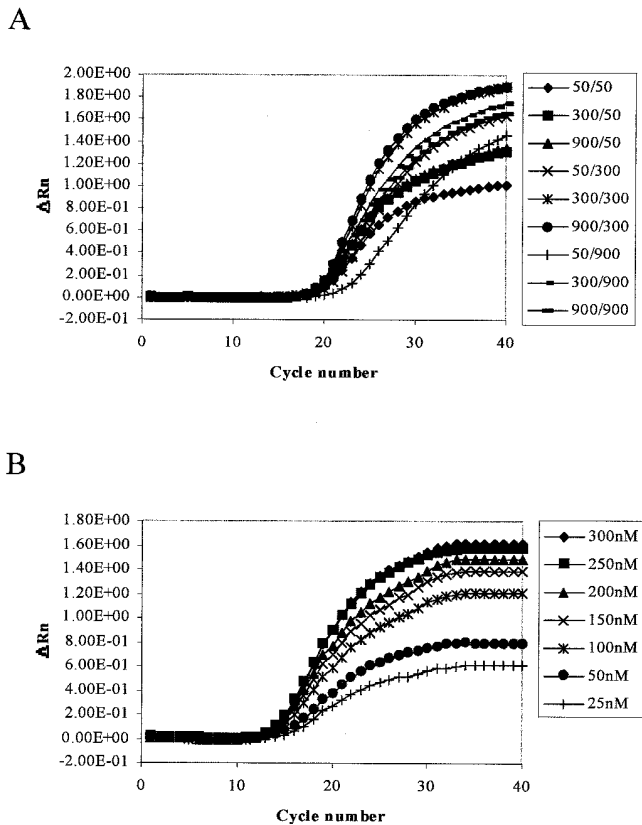 A
2.00E+00
1.80E+00
1.60E+00
1.40E+00
1.20E+00
1.00E+00
8.00E-01
6.00E-01
4.00E-01
2.00E-01
0.00E+00
-2.00E-01
ΔRn
0 10 20 30 40
Cycle number
50/50
300/50
900/50
50/300
300/300
900/300
50/900
300/900
900/900
B
1.80E+00
1.60E+00
1.40E+00
1.20E+00
1.00E+00
8.00E-01
6.00E-01
4.00E-01
2.00E-01
0.00E+00
-2.00E-01
ΔRn
0 10 20 30 40
Cycle number
300nM
250nM
200nM
150nM
100nM
50nM
25nM